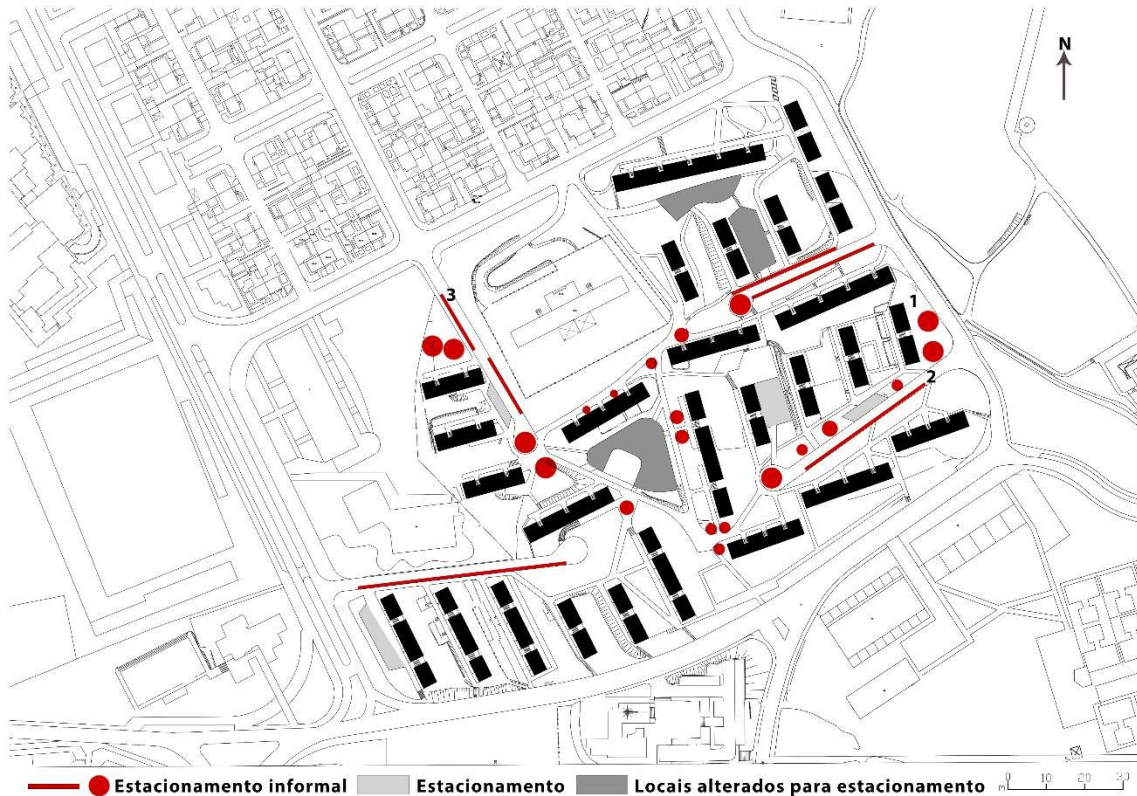 N
3
1
2
Estacionamento informal Estacionamento Locais alterados para estacionamento
m 0 10 20 30